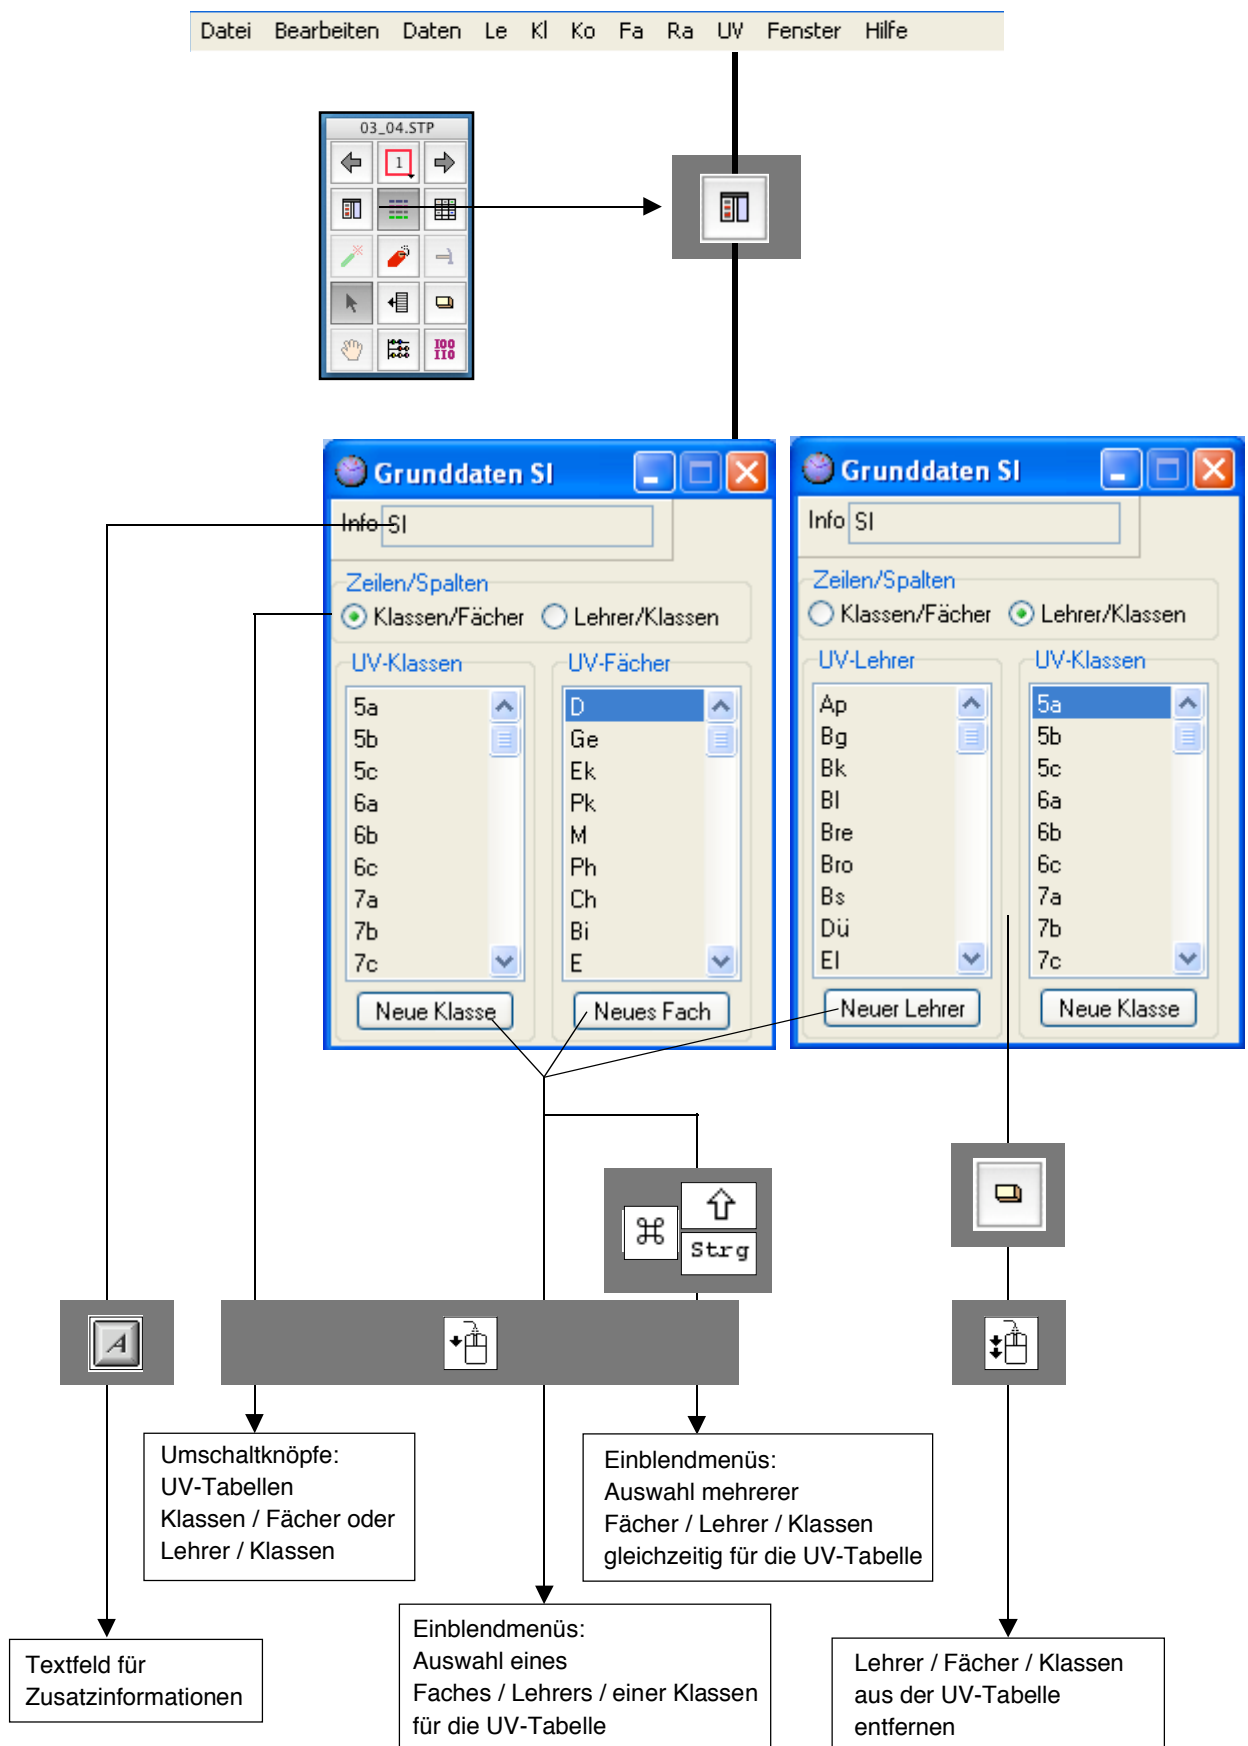 Datei Bearbeiten Daten Le Kl Ko Fa Ra UV Fenster Hilfe
03_04.STP
1
100
110
Grunddaten SI
Info SI
Zeilen/Spalten
Klassen/Fächer Lehrer/Klassen
UV-Klassen UV-Fächer
5a D
5b Ge
5c Ek
6a Pk
6b M
6c Ph
7a Ch
7b Bi
7c E
Neue Klasse Neues Fach
Grunddaten SI
Info SI
Zeilen/Spalten
Klassen/Fächer Lehrer/Klassen
UV-Lehrer UV-Klassen
Ap 5a
Bg 5b
Bk 5c
Bl 6a
Bre 6b
Bro 6c
Bs 7a
Dü 7b
El 7c
Neuer Lehrer Neue Klasse
⌘
Strg
A
Umschaltknöpfe:
UV-Tabellen
Klassen / Fächer oder
Lehrer / Klassen
Einblendmenüs:
Auswahl mehrerer
Fächer / Lehrer / Klassen
gleichzeitig für die UV-Tabelle
Textfeld für
Zusatzinformationen
Einblendmenüs:
Auswahl eines
Faches / Lehrers / einer Klassen
für die UV-Tabelle
Lehrer / Fächer / Klassen
aus der UV-Tabelle
entfernen